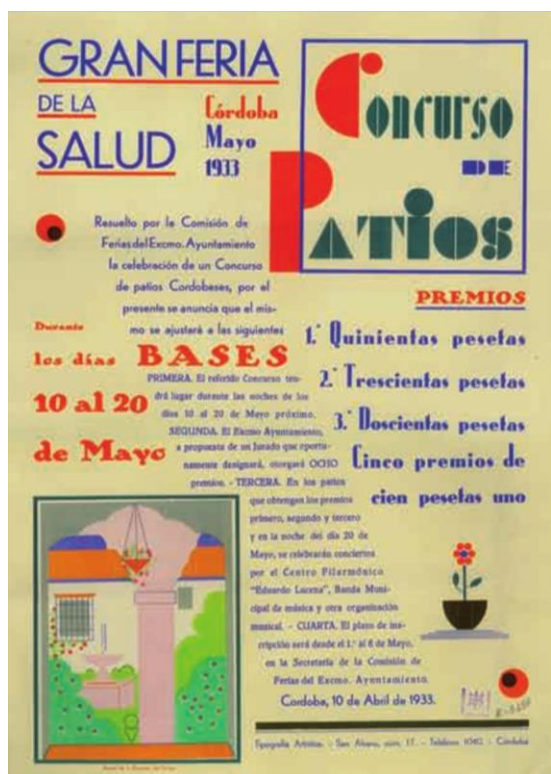 GRAN FERIA
DE LA
SALUD
Córdoba
Mayo
1933
CONCURSO
DE
PATIOS
Resuelto por la Comisión de
Ferias del Excmo. Ayuntamiento
la celebración de un Concurso
de patios Cordobeses, por el
presente se anuncia que el mis-
mo se ajustará a las siguientes
BASES
PRIMERA. El referido Concurso ten-
drá lugar durante las noches de los
días 10 al 20 de Mayo próximo.
SEGUNDA. El Excmo Ayuntamiento,
a propuesta de un Jurado que oportu-
namente designará, otorgará OCHO
premios. - TERCERA. En los patios
que obtengan los premios
primero, segundo y tercero
y en la noche del día 20 de
Mayo, se celebrarán conciertos
por el Centro Filarmónico
"Eduardo Lucena", Banda Muni-
cipal de música y otra organización
musical. - CUARTA. El plazo de ins-
cripción será desde el 1.º al 6 de Mayo,
en la Secretaría de la Comisión de
Ferias del Excmo. Ayuntamiento.
Córdoba, 10 de Abril de 1933.
Durante
los días
10 al 20
de Mayo
PREMIOS
1.º Quinientas pesetas
2.º Trescientas pesetas
3.º Doscientas pesetas
Cinco premios de
cien pesetas uno
Tipografía Artística. - San Alvaro, núm. 17. - Teléfono - Córdoba